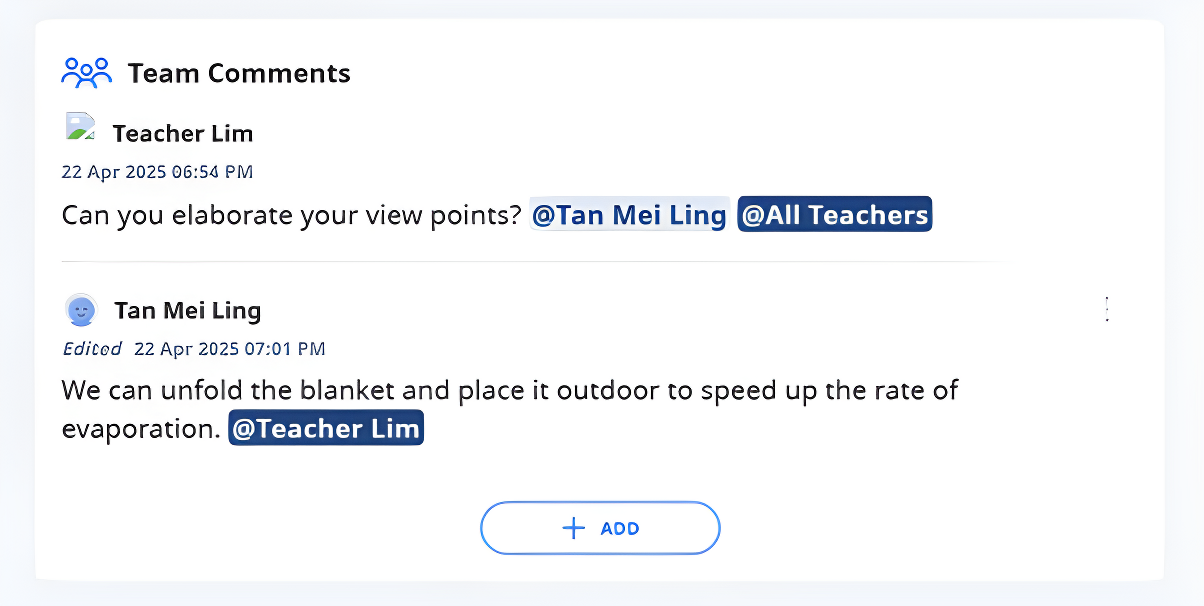 Team Comments
Teacher Lim
22 Apr 2025 06:54 PM
Can you elaborate your view points? @Tan Mei Ling @All Teachers
Tan Mei Ling
Edited 22 Apr 2025 07:01 PM
We can unfold the blanket and place it outdoor to speed up the rate of
evaporation. @Teacher Lim
+ ADD